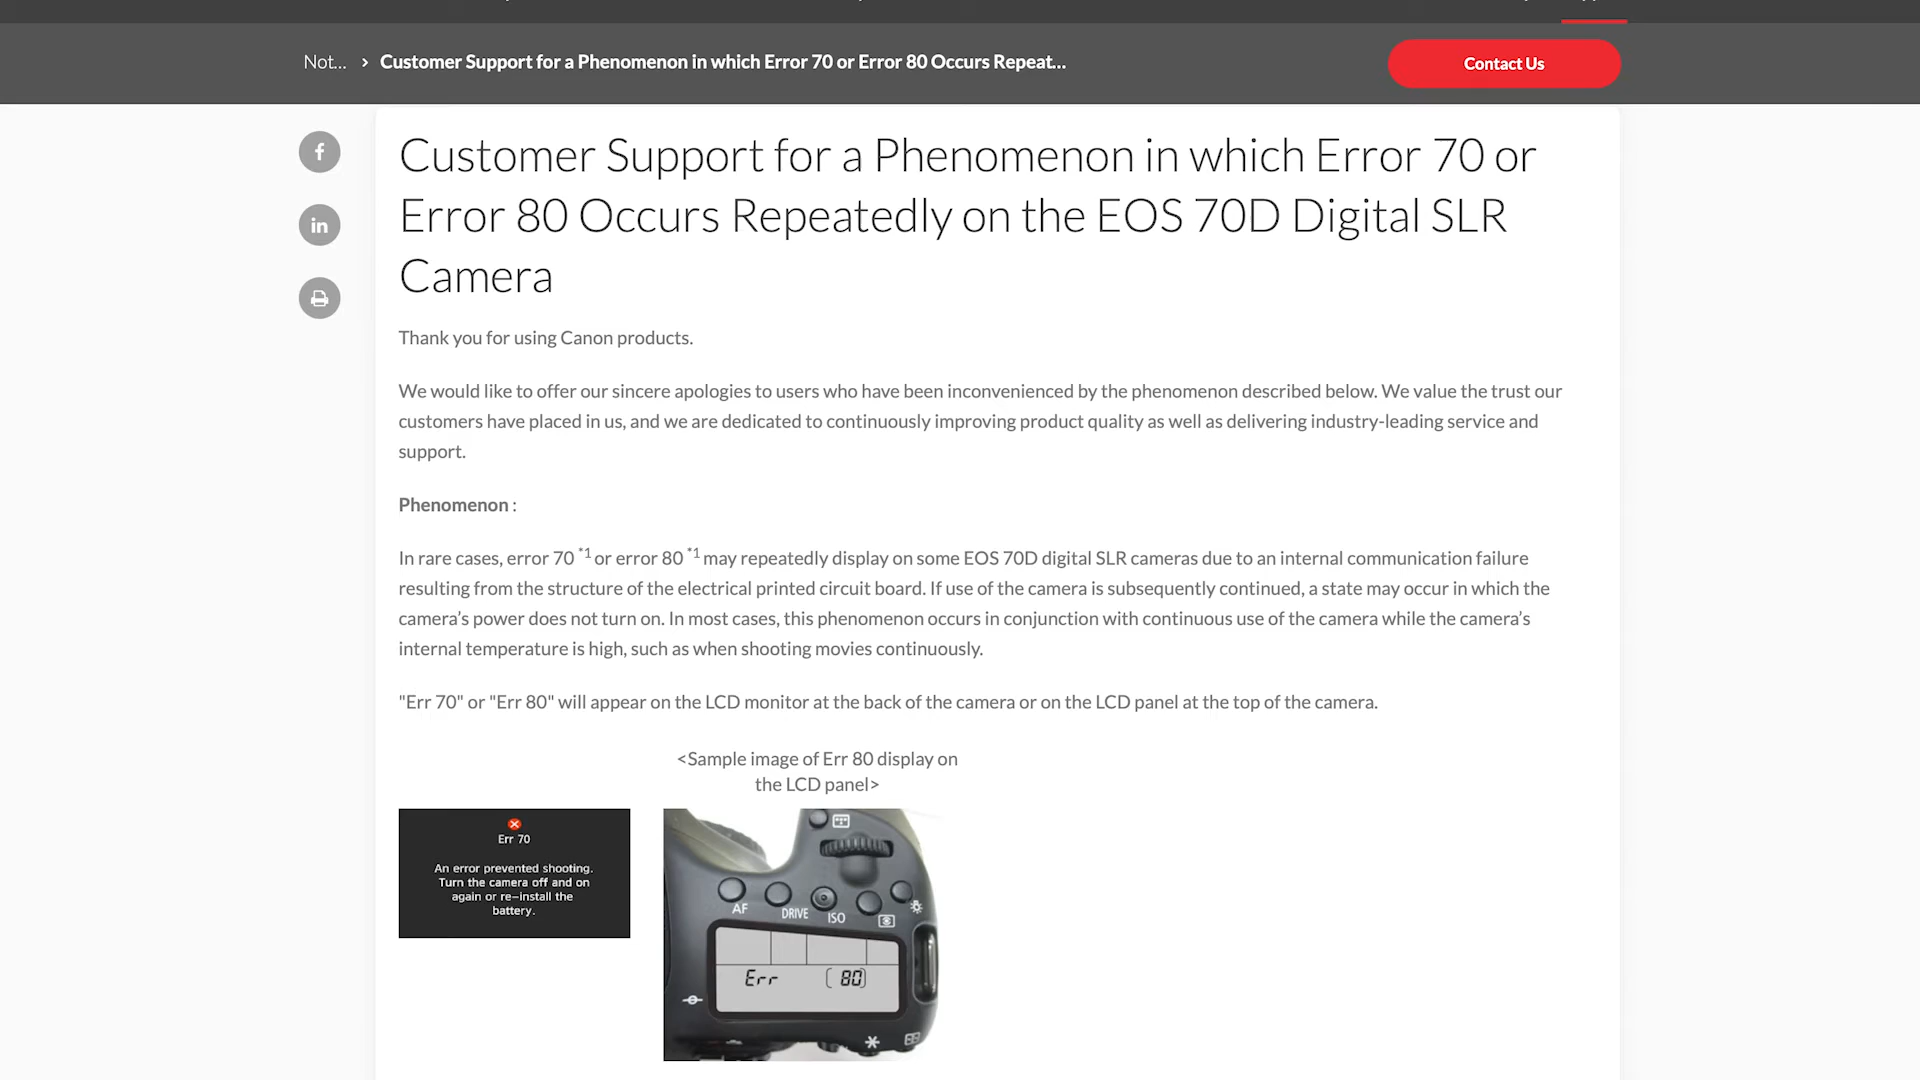 Not... › Customer Support for a Phenomenon in which Error 70 or Error 80 Occurs Repeat...
Contact Us
Customer Support for a Phenomenon in which Error 70 or
Error 80 Occurs Repeatedly on the EOS 70D Digital SLR
Camera
Thank you for using Canon products.
We would like to offer our sincere apologies to users who have been inconvenienced by the phenomenon described below. We value the trust our
customers have placed in us, and we are dedicated to continuously improving product quality as well as delivering industry-leading service and
support.
Phenomenon :
In rare cases, error 70 *1 or error 80 *1 may repeatedly display on some EOS 70D digital SLR cameras due to an internal communication failure
resulting from the structure of the electrical printed circuit board. If use of the camera is subsequently continued, a state may occur in which the
camera’s power does not turn on. In most cases, this phenomenon occurs in conjunction with continuous use of the camera while the camera’s
internal temperature is high, such as when shooting movies continuously.
"Err 70" or "Err 80" will appear on the LCD monitor at the back of the camera or on the LCD panel at the top of the camera.
<Sample image of Err 80 display on
the LCD panel>
Err 70
An error prevented shooting.
Turn the camera off and on
again or re-install the
battery.
AF
DRIVE
ISO
Err [80]